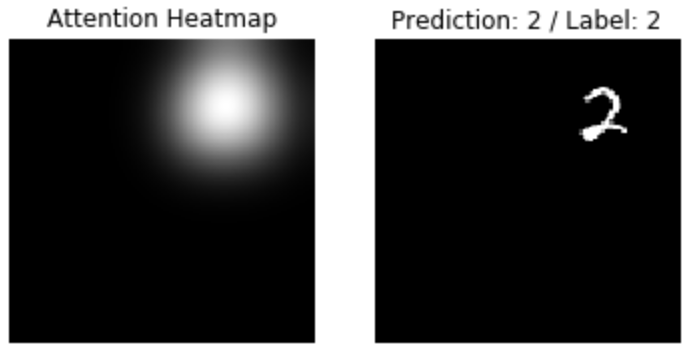 Attention Heatmap
Prediction: 2 / Label: 2
2